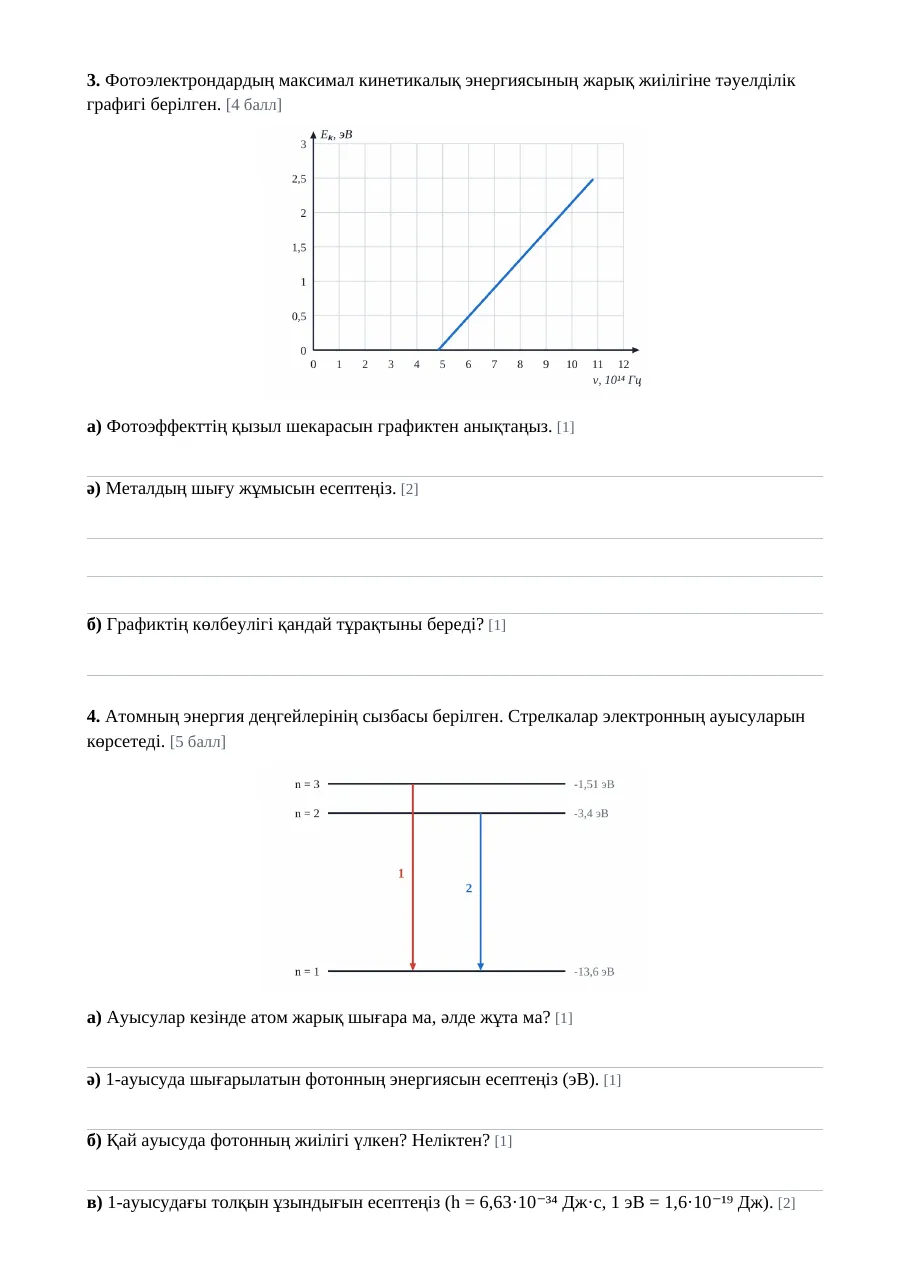 3. Фотоэлектрондардың максимал кинетикалық энергиясының жарық жиілігіне тәуелділік
графигі берілген. [4 балл]
Eₖ, эВ
3
2,5
2
1,5
1
0,5
0
0 1 2 3 4 5 6 7 8 9 10 11 12
ν, 10¹⁴ Гц
а) Фотоэффекттің қызыл шекарасын графиктен анықтаңыз. [1]
ә) Металдың шығу жұмысын есептеңіз. [2]
б) Графиктің көлбеулігі қандай тұрақтыны береді? [1]
4. Атомның энергия деңгейлерінің сызбасы берілген. Стрелкалар электронның ауысуларын
көрсетеді. [5 балл]
n = 3 -1,51 эВ
n = 2 -3,4 эВ
1
2
n = 1 -13,6 эВ
а) Ауысулар кезінде атом жарық шығара ма, әлде жұта ма? [1]
ә) 1-ауысуда шығарылатын фотонның энергиясын есептеңіз (эВ). [1]
б) Қай ауысуда фотонның жиілігі үлкен? Неліктен? [1]
в) 1-ауысудағы толқын ұзындығын есептеңіз (h = 6,63·10⁻³⁴ Дж·с, 1 эВ = 1,6·10⁻¹⁹ Дж). [2]